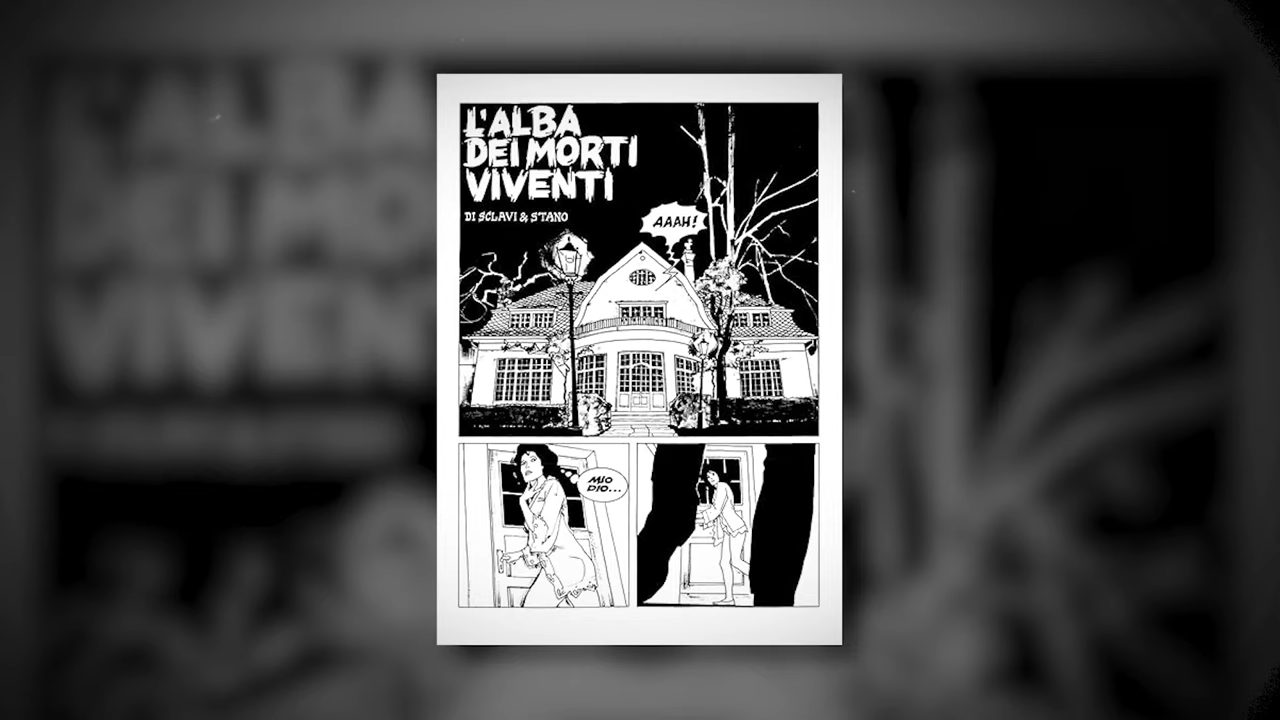 L'ALBA
DEI MORTI
VIVENTI
DI SCLAVI & STANO
AAAH!
MIO
DIO...